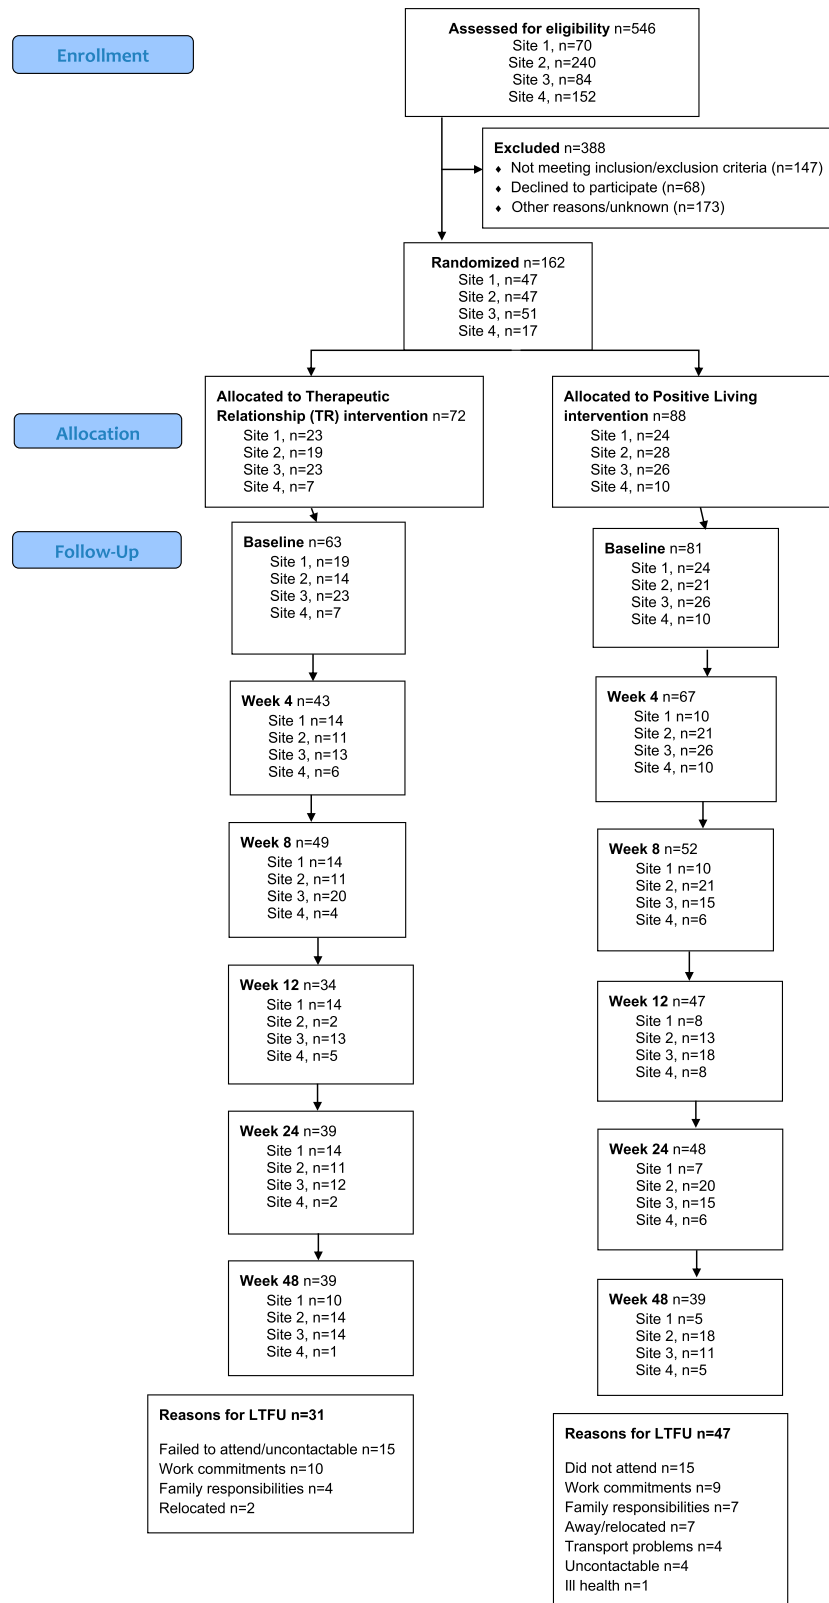 Enrollment
Assessed for eligibility n=546
Site 1, n=70
Site 2, n=240
Site 3, n=84
Site 4, n=152
Excluded n=388
♦ Not meeting inclusion/exclusion criteria (n=147)
♦ Declined to participate (n=68)
♦ Other reasons/unknown (n=173)
Randomized n=162
Site 1, n=47
Site 2, n=47
Site 3, n=51
Site 4, n=17
Allocation
Allocated to Therapeutic
Relationship (TR) intervention n=72
Site 1, n=23
Site 2, n=19
Site 3, n=23
Site 4, n=7
Allocated to Positive Living
intervention n=88
Site 1, n=24
Site 2, n=28
Site 3, n=26
Site 4, n=10
Follow-Up
Baseline n=63
Site 1, n=19
Site 2, n=14
Site 3, n=23
Site 4, n=7
Baseline n=81
Site 1, n=24
Site 2, n=21
Site 3, n=26
Site 4, n=10
Week 4 n=43
Site 1 n=14
Site 2, n=11
Site 3, n=13
Site 4, n=6
Week 4 n=67
Site 1 n=10
Site 2, n=21
Site 3, n=26
Site 4, n=10
Week 8 n=49
Site 1 n=14
Site 2, n=11
Site 3, n=20
Site 4, n=4
Week 8 n=52
Site 1 n=10
Site 2, n=21
Site 3, n=15
Site 4, n=6
Week 12 n=34
Site 1 n=14
Site 2, n=2
Site 3, n=13
Site 4, n=5
Week 12 n=47
Site 1 n=8
Site 2, n=13
Site 3, n=18
Site 4, n=8
Week 24 n=39
Site 1 n=14
Site 2, n=11
Site 3, n=12
Site 4, n=2
Week 24 n=48
Site 1 n=7
Site 2, n=20
Site 3, n=15
Site 4, n=6
Week 48 n=39
Site 1 n=10
Site 2, n=14
Site 3, n=14
Site 4, n=1
Week 48 n=39
Site 1 n=5
Site 2, n=18
Site 3, n=11
Site 4, n=5
Reasons for LTFU n=31
Failed to attend/uncontactable n=15
Work commitments n=10
Family responsibilities n=4
Relocated n=2
Reasons for LTFU n=47
Did not attend n=15
Work commitments n=9
Family responsibilities n=7
Away/relocated n=7
Transport problems n=4
Uncontactable n=4
Ill health n=1